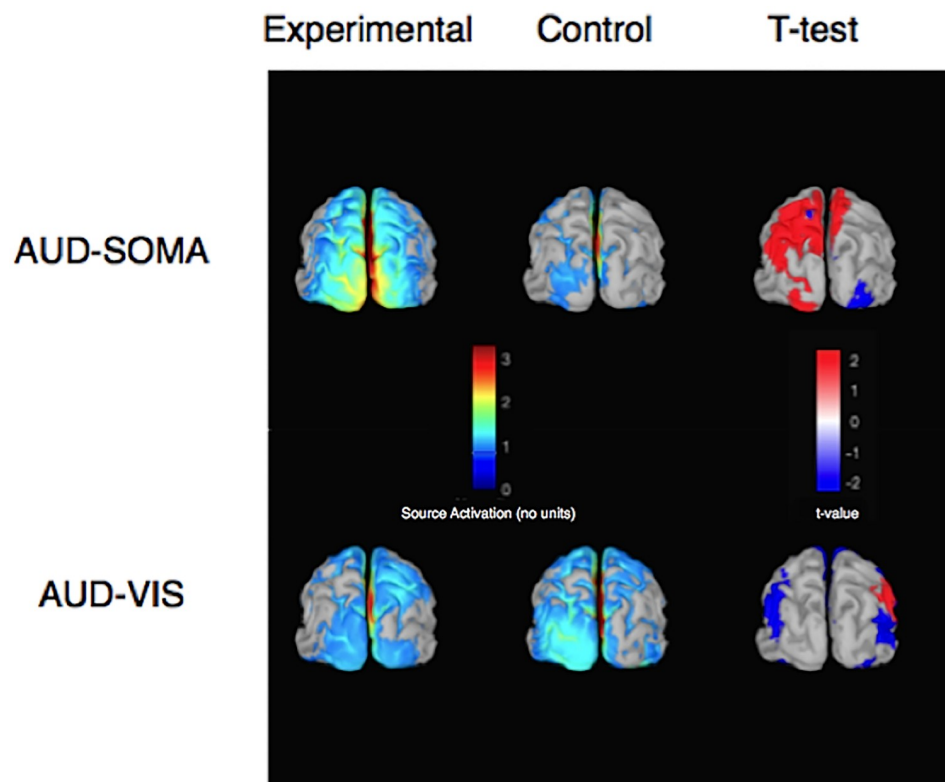 Experimental Control T-test
AUD-SOMA
3
2
1
0
2
1
0
-1
-2
Source Activation (no units)
t-value
AUD-VIS